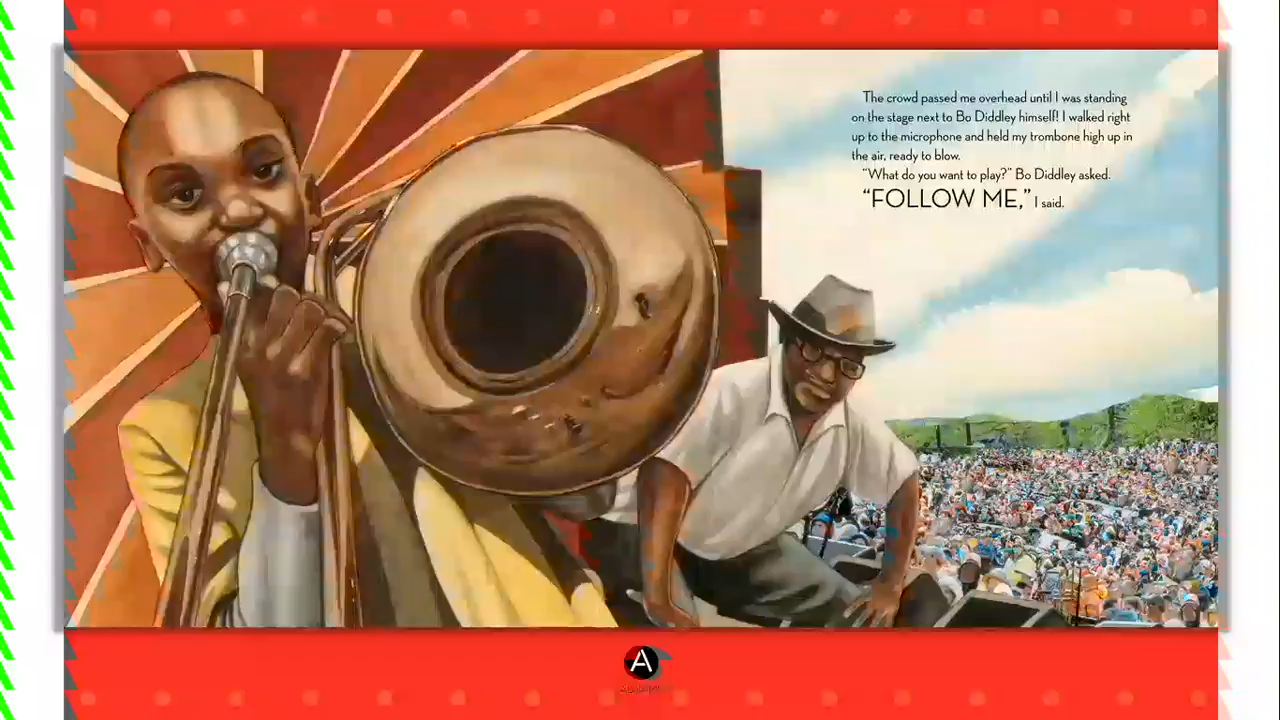 The crowd passed me overhead until I was standing
on the stage next to Bo Diddley himself! I walked right
up to the microphone and held my trombone high up in
the air, ready to blow.
“What do you want to play?” Bo Diddley asked.
“FOLLOW ME,” I said.
A